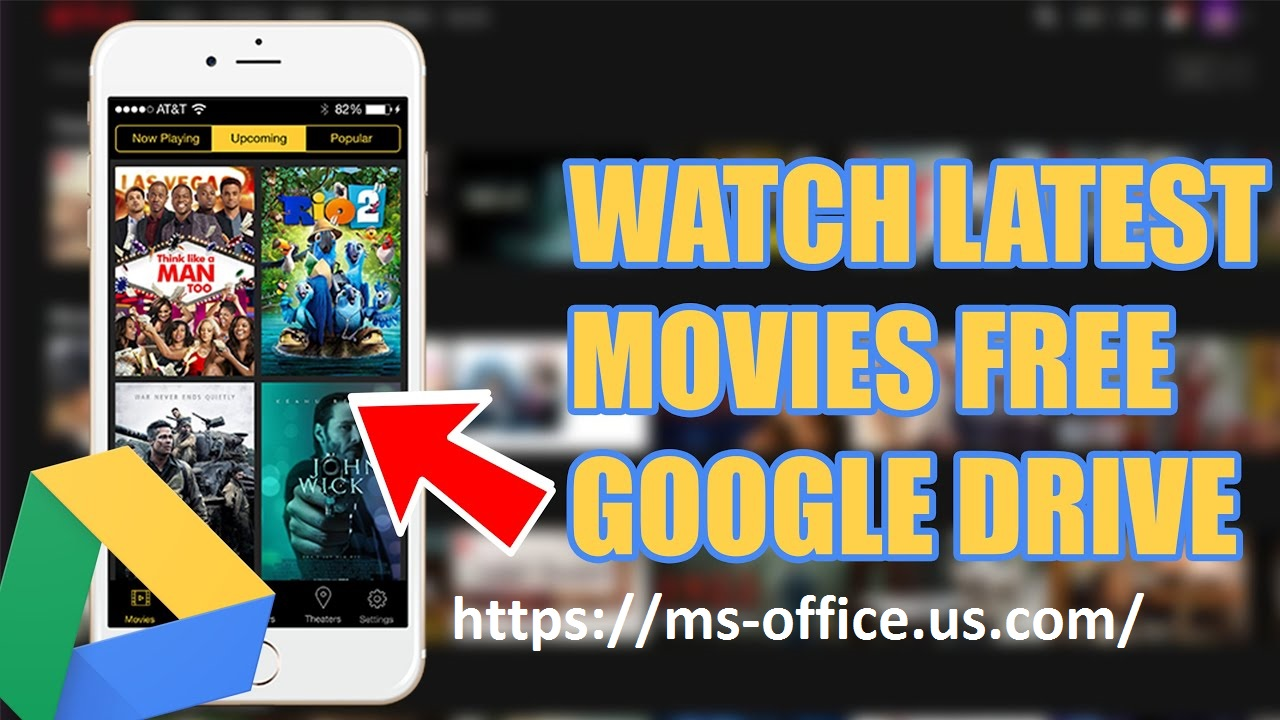 AT&T 82%
Now Playing Upcoming Popular
LAS VEGAS
Think like a
MAN
TOO
Rio 2
WAR NEVER ENDS QUIETLY
JOHN
WICK
Movies Theaters Settings
WATCH LATEST
MOVIES FREE
GOOGLE DRIVE
https://ms-office.us.com/